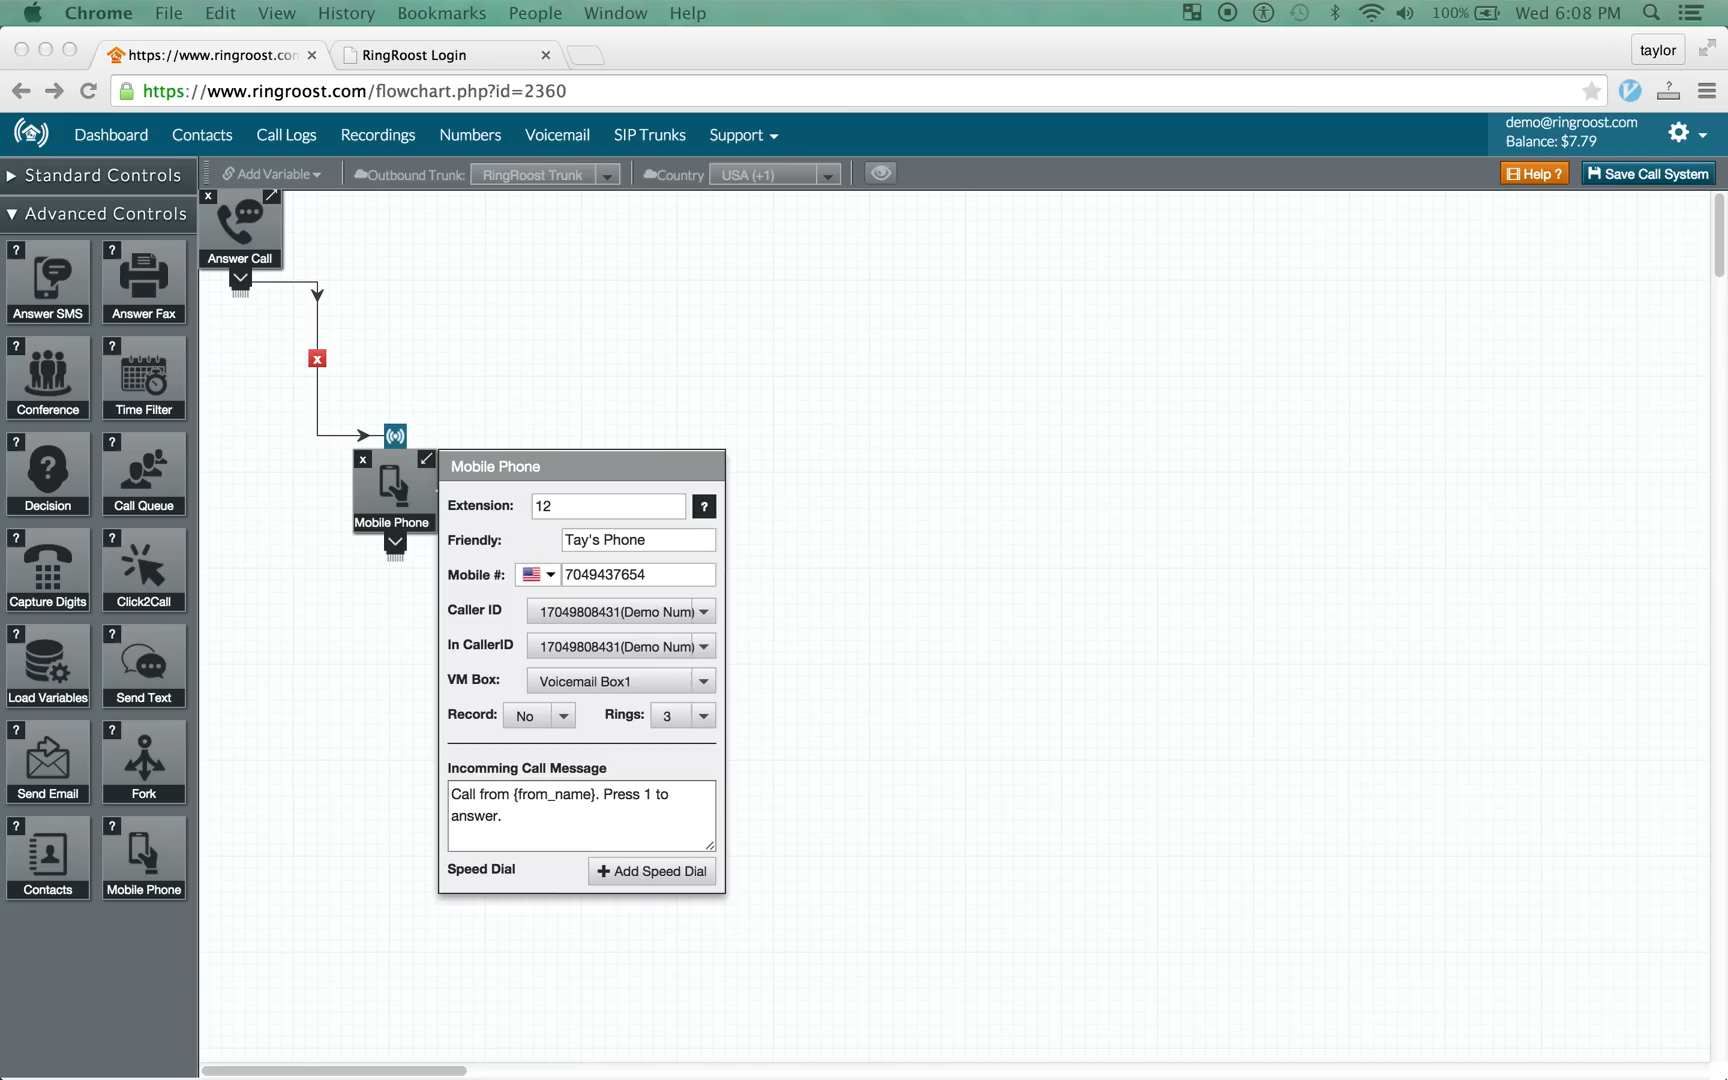 Chrome File Edit View History Bookmarks People Window Help 100% Wed 6:08 PM
https://www.ringroost.con RingRoost Login taylor
https://www.ringroost.com/flowchart.php?id=2360
Dashboard Contacts Call Logs Recordings Numbers Voicemail SIP Trunks Support
demo@ringroost.com
Balance: $7.79
Standard Controls
Add Variable Outbound Trunk: RingRoost Trunk Country USA (+1) Help ? Save Call System
Advanced Controls
x
Answer Call
? ?
Answer SMS Answer Fax
? ?
Conference Time Filter
x
? ?
Decision Call Queue
? ?
Capture Digits Click2Call
? ?
Load Variables Send Text
? ?
Send Email Fork
? ?
Contacts Mobile Phone
x
Mobile Phone
Mobile Phone
Extension: 12 ?
Friendly: Tay's Phone
Mobile #: 7049437654
Caller ID 17049808431(Demo Num)
In CallerID 17049808431(Demo Num)
VM Box: Voicemail Box1
Record: No Rings: 3
Incomming Call Message
Call from {from_name}. Press 1 to
answer.
Speed Dial Add Speed Dial